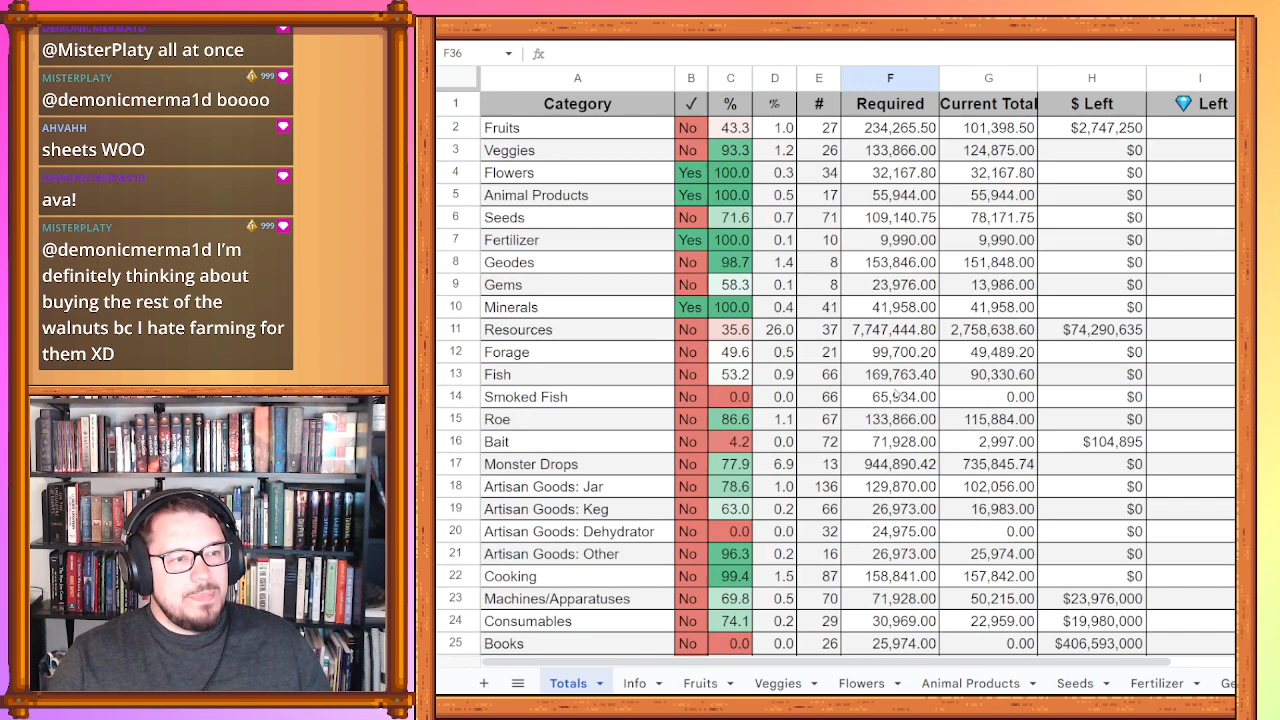 DEMONICMERMA1D
@MisterPlaty all at once
MISTERPLATY 999
@demonicmerma1d boooo
AHVAHH
sheets WOO
DEMONICMERMA1D
ava!
MISTERPLATY 999
@demonicmerma1d I'm
definitely thinking about
buying the rest of the
walnuts bc I hate farming for
them XD
F36 fx
A B C D E F G H I
1 Category ✓ % % # Required Current Total $ Left 💎 Left
2 Fruits No 43.3 1.0 27 234,265.50 101,398.50 $2,747,250
3 Veggies No 93.3 1.2 26 133,866.00 124,875.00 $0
4 Flowers Yes 100.0 0.3 34 32,167.80 32,167.80 $0
5 Animal Products Yes 100.0 0.5 17 55,944.00 55,944.00 $0
6 Seeds No 71.6 0.7 71 109,140.75 78,171.75 $0
7 Fertilizer Yes 100.0 0.1 10 9,990.00 9,990.00 $0
8 Geodes No 98.7 1.4 8 153,846.00 151,848.00 $0
9 Gems No 58.3 0.1 8 23,976.00 13,986.00 $0
10 Minerals Yes 100.0 0.4 41 41,958.00 41,958.00 $0
11 Resources No 35.6 26.0 37 7,747,444.80 2,758,638.60 $74,290,635
12 Forage No 49.6 0.5 21 99,700.20 49,489.20 $0
13 Fish No 53.2 0.9 66 169,763.40 90,330.60 $0
14 Smoked Fish No 0.0 0.0 66 65,934.00 0.00 $0
15 Roe No 86.6 1.1 67 133,866.00 115,884.00 $0
16 Bait No 4.2 0.0 72 71,928.00 2,997.00 $104,895
17 Monster Drops No 77.9 6.9 13 944,890.42 735,845.74 $0
18 Artisan Goods: Jar No 78.6 1.0 136 129,870.00 102,056.00 $0
19 Artisan Goods: Keg No 63.0 0.2 66 26,973.00 16,983.00 $0
20 Artisan Goods: Dehydrator No 0.0 0.0 32 24,975.00 0.00 $0
21 Artisan Goods: Other No 96.3 0.2 16 26,973.00 25,974.00 $0
22 Cooking No 99.4 1.5 87 158,841.00 157,842.00 $0
23 Machines/Apparatuses No 69.8 0.5 70 71,928.00 50,215.00 $23,976,000
24 Consumables No 74.1 0.2 29 30,969.00 22,959.00 $19,980,000
25 Books No 0.0 0.0 26 25,974.00 0.00 $406,593,000
+ Totals Info Fruits Veggies Flowers Animal Products Seeds Fertilizer Ge